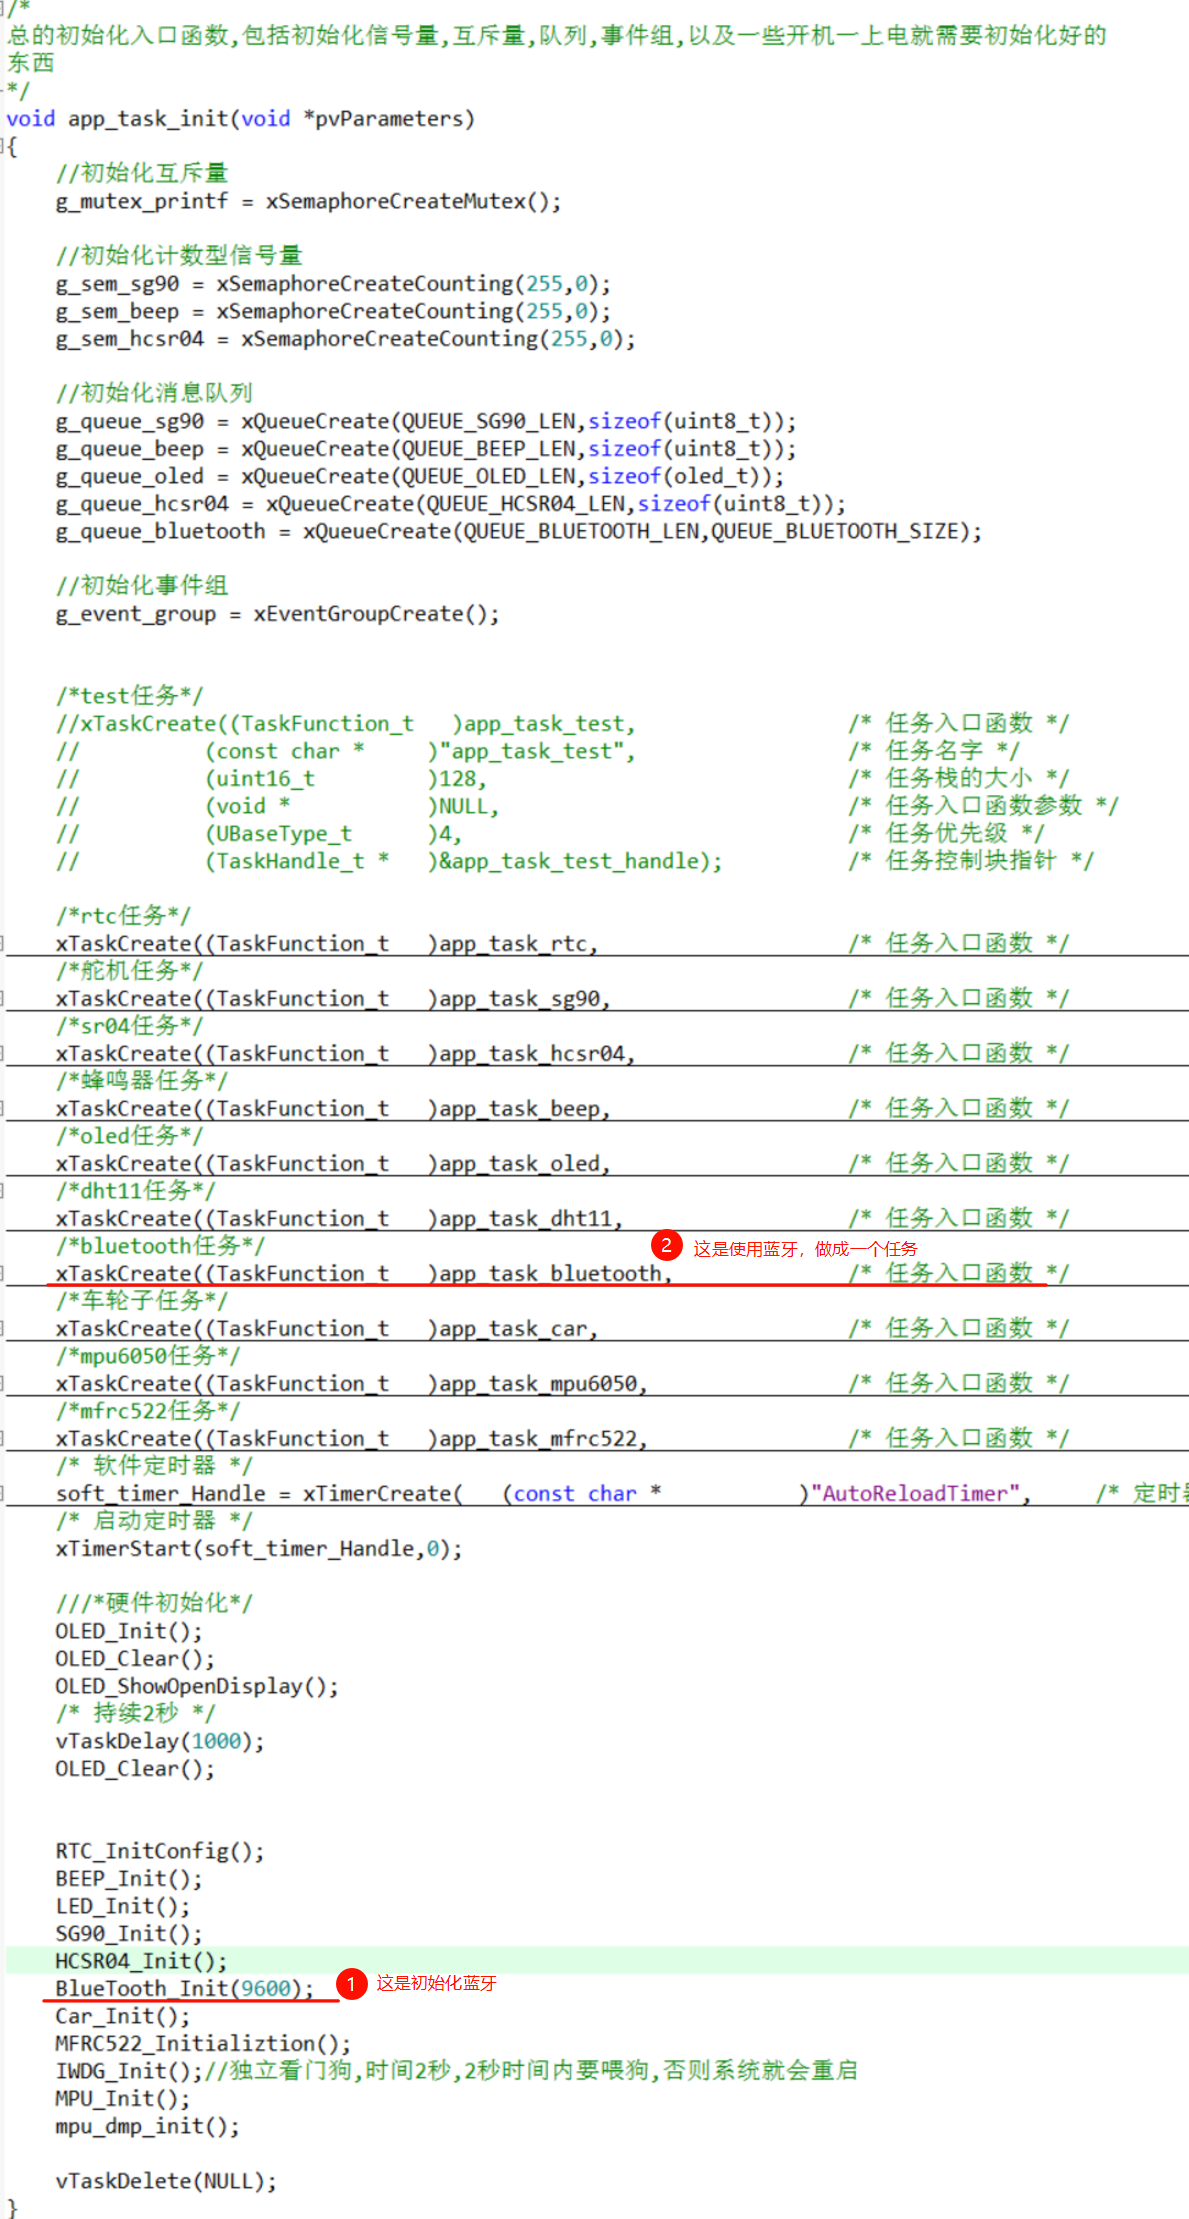 /*
总的初始化入口函数,包括初始化信号量,互斥量,队列,事件组,以及一些开机一上电就需要初始化好的
东西
*/
void app_task_init(void *pvParameters)
{
//初始化互斥量
g_mutex_printf = xSemaphoreCreateMutex();
//初始化计数型信号量
g_sem_sg90 = xSemaphoreCreateCounting(255,0);
g_sem_beep = xSemaphoreCreateCounting(255,0);
g_sem_hcsr04 = xSemaphoreCreateCounting(255,0);
//初始化消息队列
g_queue_sg90 = xQueueCreate(QUEUE_SG90_LEN,sizeof(uint8_t));
g_queue_beep = xQueueCreate(QUEUE_BEEP_LEN,sizeof(uint8_t));
g_queue_oled = xQueueCreate(QUEUE_OLED_LEN,sizeof(oled_t));
g_queue_hcsr04 = xQueueCreate(QUEUE_HCSR04_LEN,sizeof(uint8_t));
g_queue_bluetooth = xQueueCreate(QUEUE_BLUETOOTH_LEN,QUEUE_BLUETOOTH_SIZE);
//初始化事件组
g_event_group = xEventGroupCreate();
/*test任务*/
//xTaskCreate((TaskFunction_t )app_task_test, /* 任务入口函数 */
// (const char * )"app_task_test", /* 任务名字 */
// (uint16_t )128, /* 任务栈的大小 */
// (void * )NULL, /* 任务入口函数参数 */
// (UBaseType_t )4, /* 任务优先级 */
// (TaskHandle_t * )&app_task_test_handle); /* 任务控制块指针 */
/*rtc任务*/
xTaskCreate((TaskFunction_t )app_task_rtc, /* 任务入口函数 */
/*舵机任务*/
xTaskCreate((TaskFunction_t )app_task_sg90, /* 任务入口函数 */
/*sr04任务*/
xTaskCreate((TaskFunction_t )app_task_hcsr04, /* 任务入口函数 */
/*蜂鸣器任务*/
xTaskCreate((TaskFunction_t )app_task_beep, /* 任务入口函数 */
/*oled任务*/
xTaskCreate((TaskFunction_t )app_task_oled, /* 任务入口函数 */
/*dht11任务*/
xTaskCreate((TaskFunction_t )app_task_dht11, /* 任务入口函数 */
/*bluetooth任务*/ 2 这是使用蓝牙，做成一个任务
xTaskCreate((TaskFunction_t )app_task_bluetooth, /* 任务入口函数 */
/*车轮子任务*/
xTaskCreate((TaskFunction_t )app_task_car, /* 任务入口函数 */
/*mpu6050任务*/
xTaskCreate((TaskFunction_t )app_task_mpu6050, /* 任务入口函数 */
/*mfrc522任务*/
xTaskCreate((TaskFunction_t )app_task_mfrc522, /* 任务入口函数 */
/* 软件定时器 */
soft_timer_Handle = xTimerCreate( (const char * )"AutoReloadTimer", /* 定时
/* 启动定时器 */
xTimerStart(soft_timer_Handle,0);
///*硬件初始化*/
OLED_Init();
OLED_Clear();
OLED_ShowOpenDisplay();
/* 持续2秒 */
vTaskDelay(1000);
OLED_Clear();
RTC_InitConfig();
BEEP_Init();
LED_Init();
SG90_Init();
HCSR04_Init();
BlueTooth_Init(9600); 1 这是初始化蓝牙
Car_Init();
MFRC522_Initializtion();
IWDG_Init();//独立看门狗,时间2秒,2秒时间内要喂狗,否则系统就会重启
MPU_Init();
mpu_dmp_init();
vTaskDelete(NULL);
}